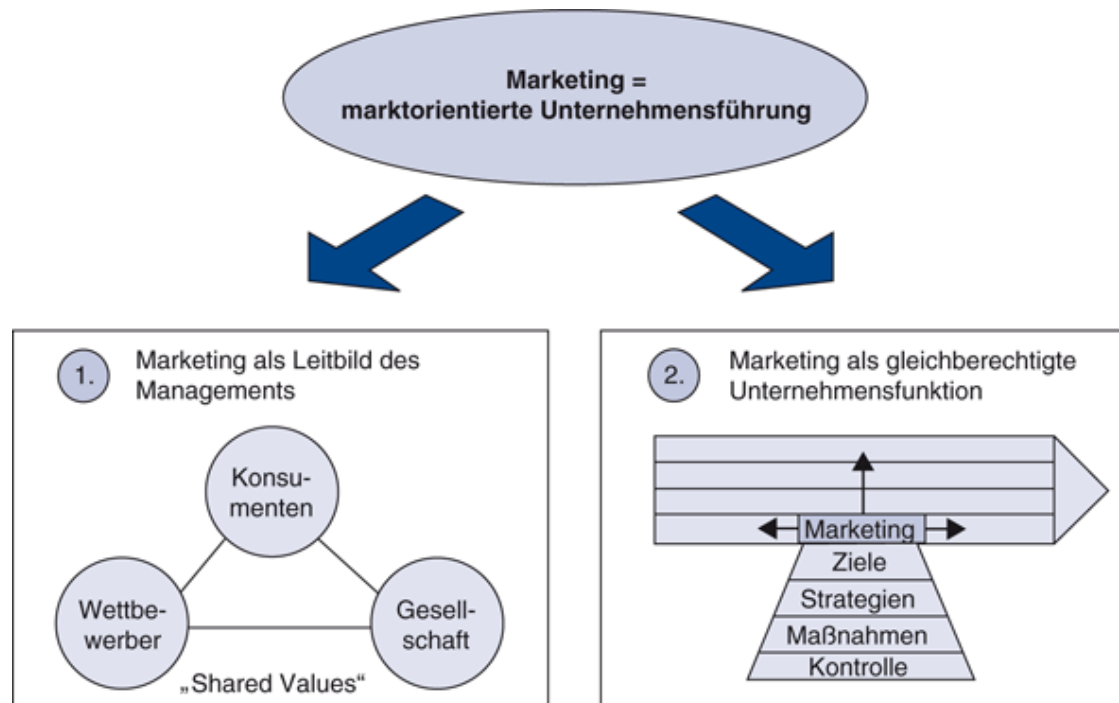 Marketing =
marktorientierte Unternehmensführung
1.
Marketing als Leitbild des
Managements
Konsu-
menten
Wettbe-
werber
Gesell-
schaft
„Shared Values“
2.
Marketing als gleichberechtigte
Unternehmensfunktion
Marketing
Ziele
Strategien
Maßnahmen
Kontrolle